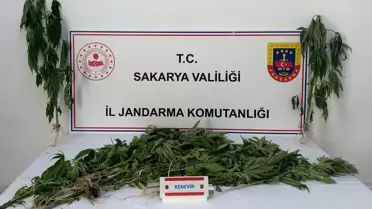 T.C.
SAKARYA VALİLİĞİ
İL JANDARMA KOMUTANLIĞI
KENEVİR